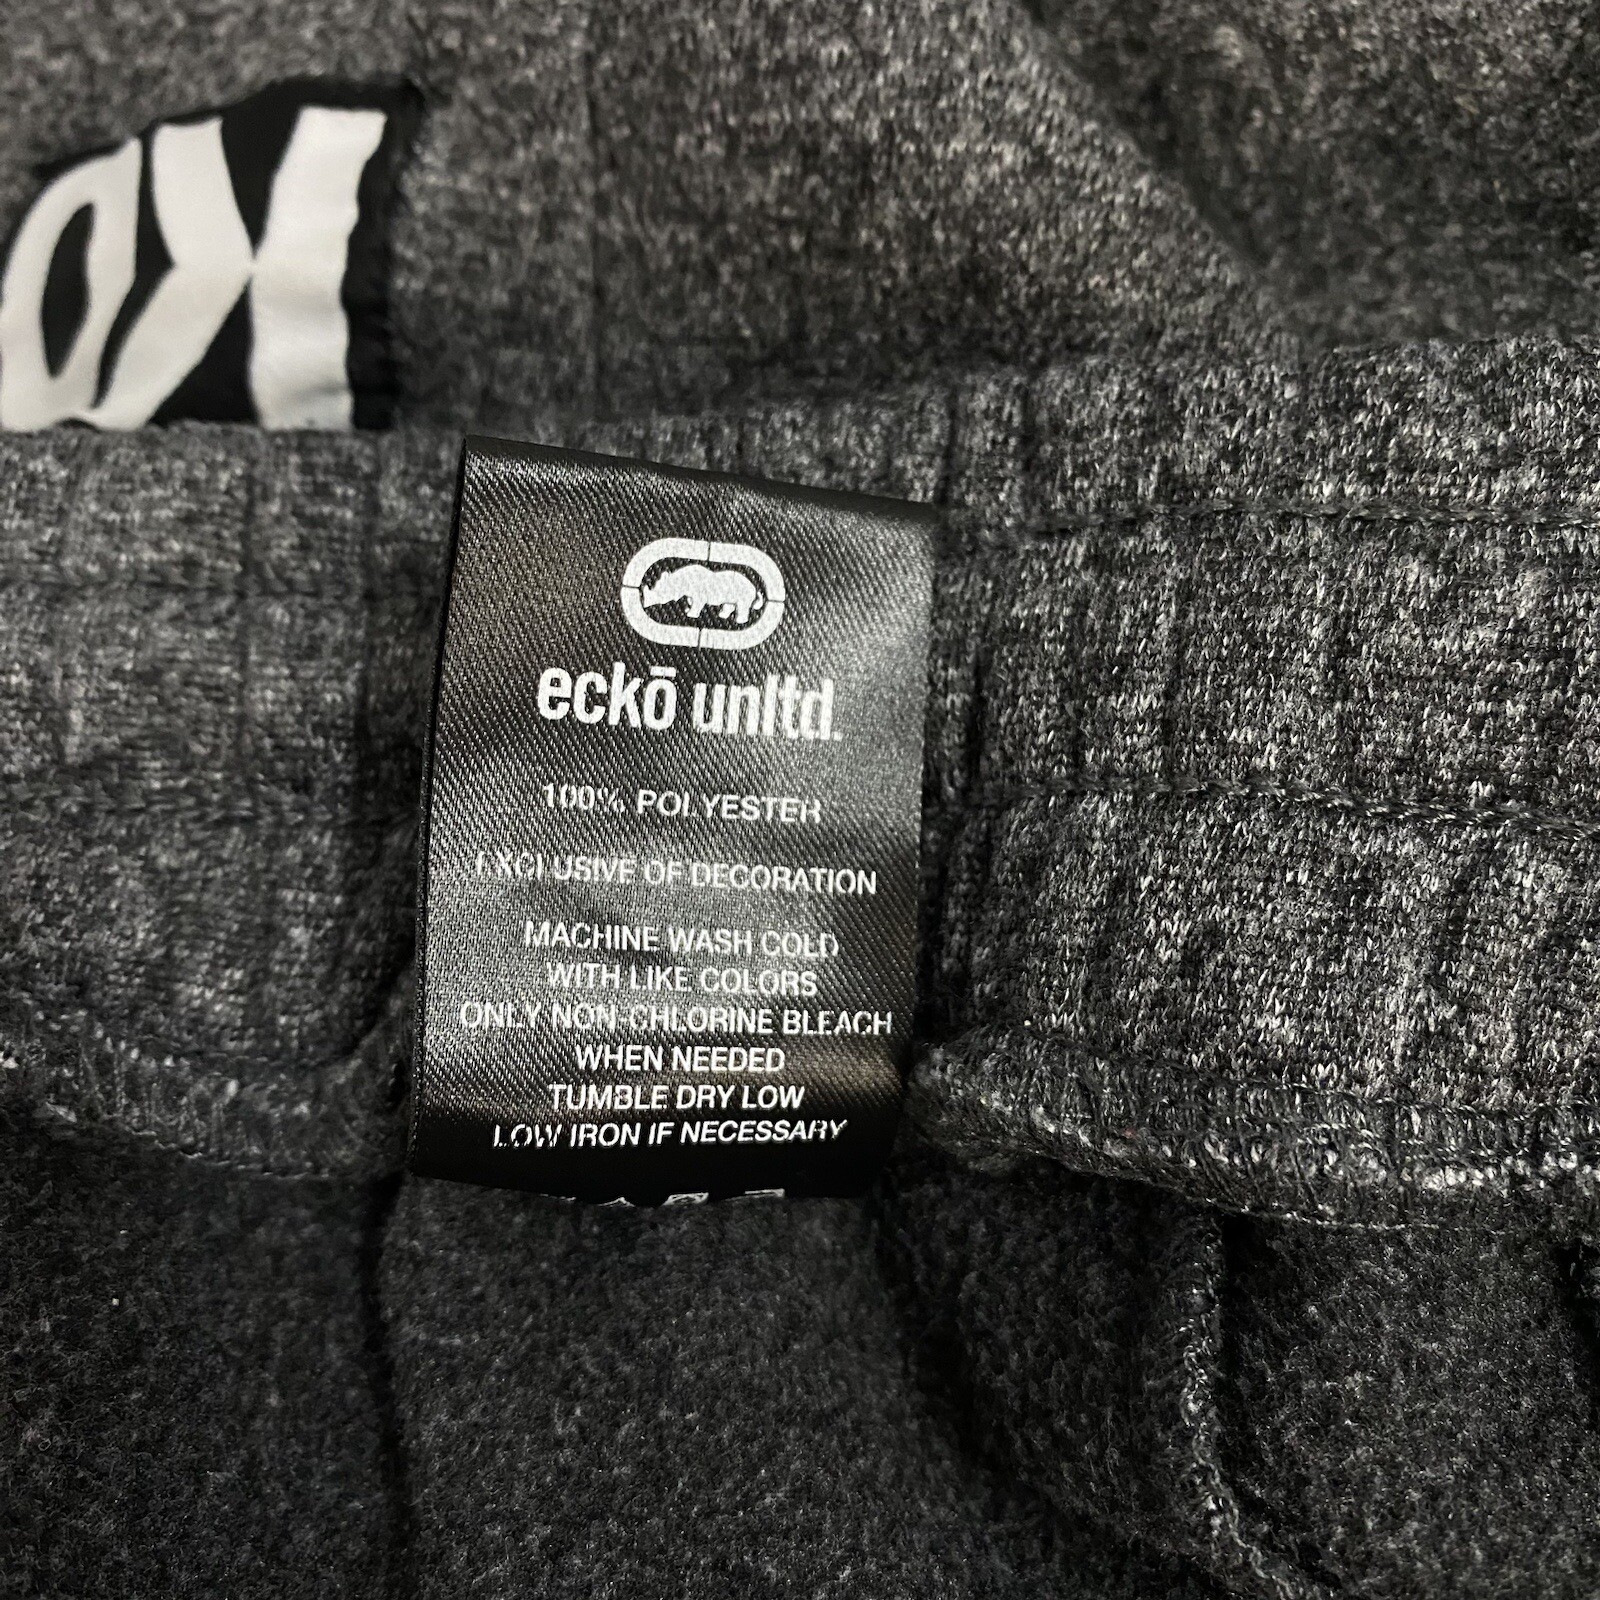 eckō unltd.
100% POLYESTER
EXCLUSIVE OF DECORATION
MACHINE WASH COLD
WITH LIKE COLORS
ONLY NON-CHLORINE BLEACH
WHEN NEEDED
TUMBLE DRY LOW
LOW IRON IF NECESSARY